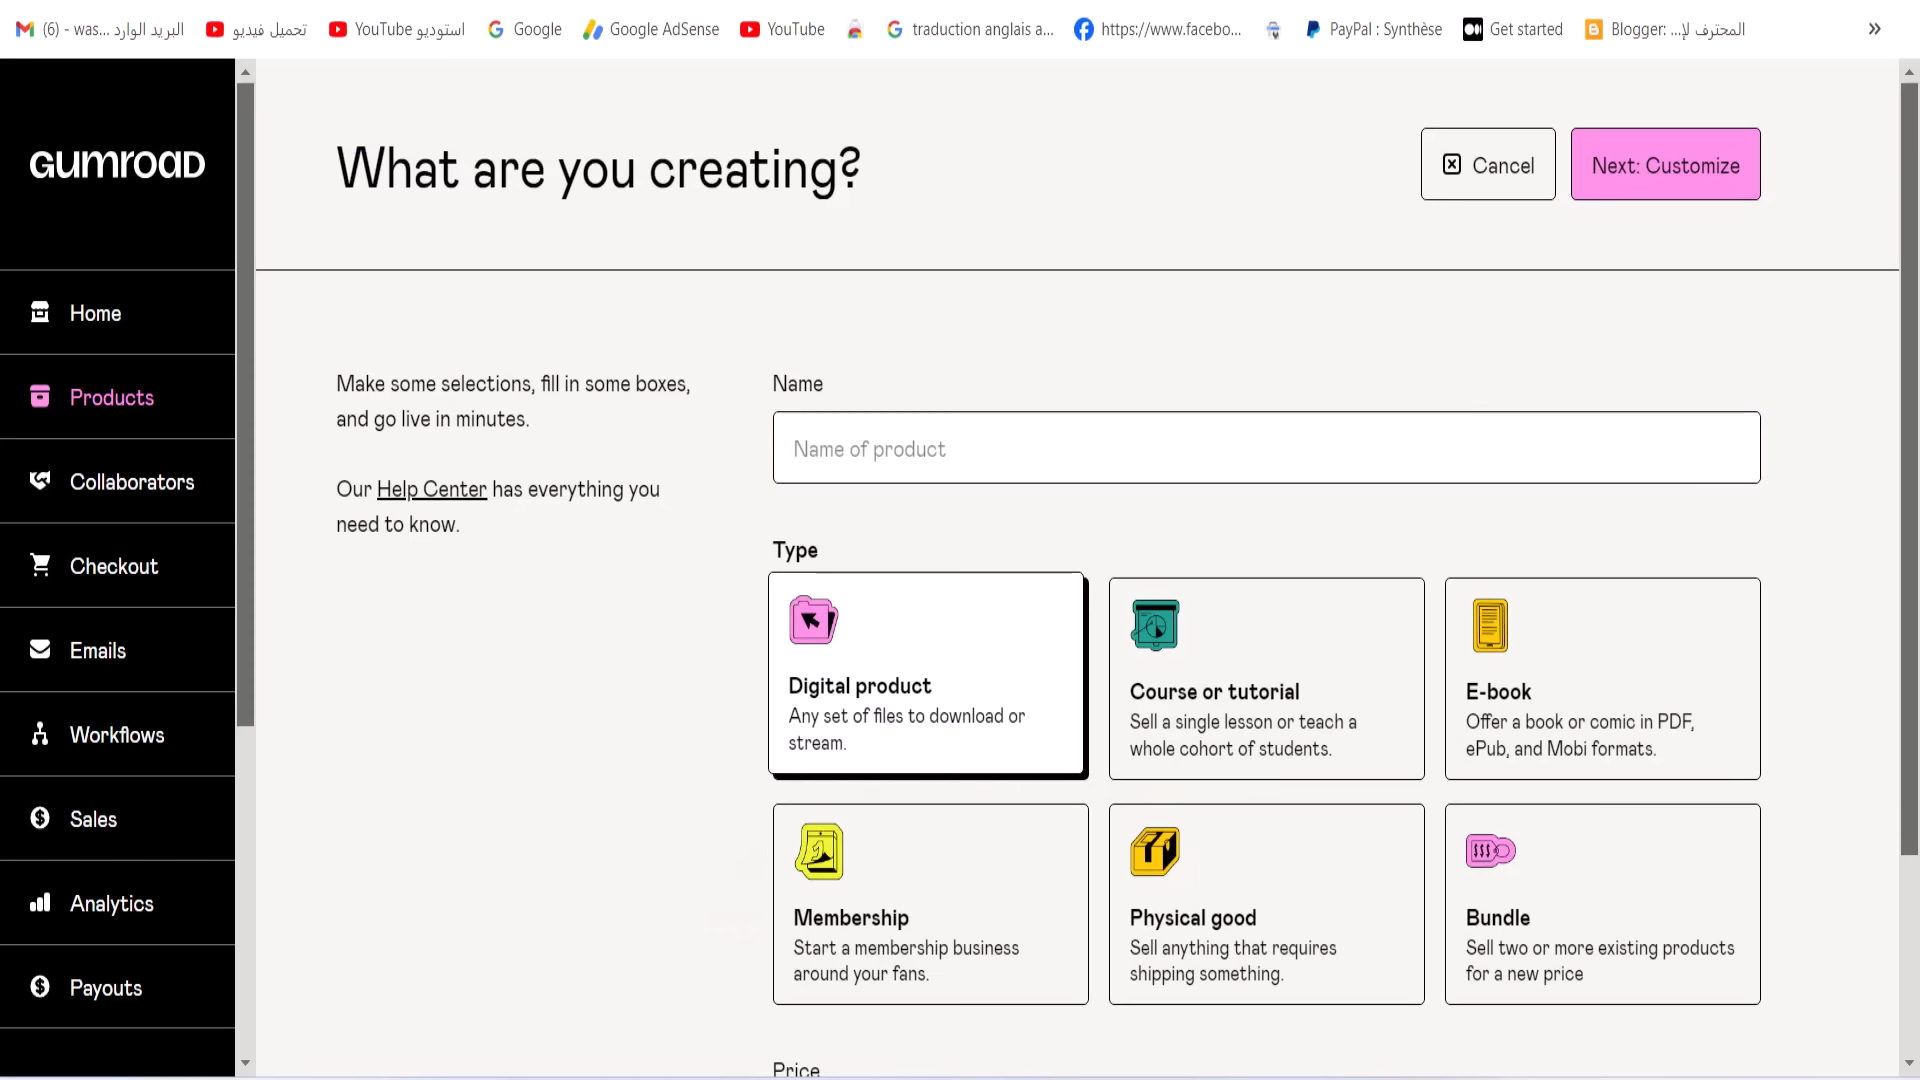 (6) - was... البريد الوارد
تحميل فيديو
استوديو YouTube
Google
Google AdSense
YouTube
traduction anglais a...
https://www.facebo...
PayPal : Synthèse
Get started
Blogger: ...المحترف لإ
GUMROAD
Home
Products
Collaborators
Checkout
Emails
Workflows
Sales
Analytics
Payouts
What are you creating?
Cancel
Next: Customize
Make some selections, fill in some boxes,
and go live in minutes.
Our Help Center has everything you
need to know.
Name
Name of product
Type
Digital product
Any set of files to download or
stream.
Course or tutorial
Sell a single lesson or teach a
whole cohort of students.
E-book
Offer a book or comic in PDF,
ePub, and Mobi formats.
Membership
Start a membership business
around your fans.
Physical good
Sell anything that requires
shipping something.
$$$
Bundle
Sell two or more existing products
for a new price
Price